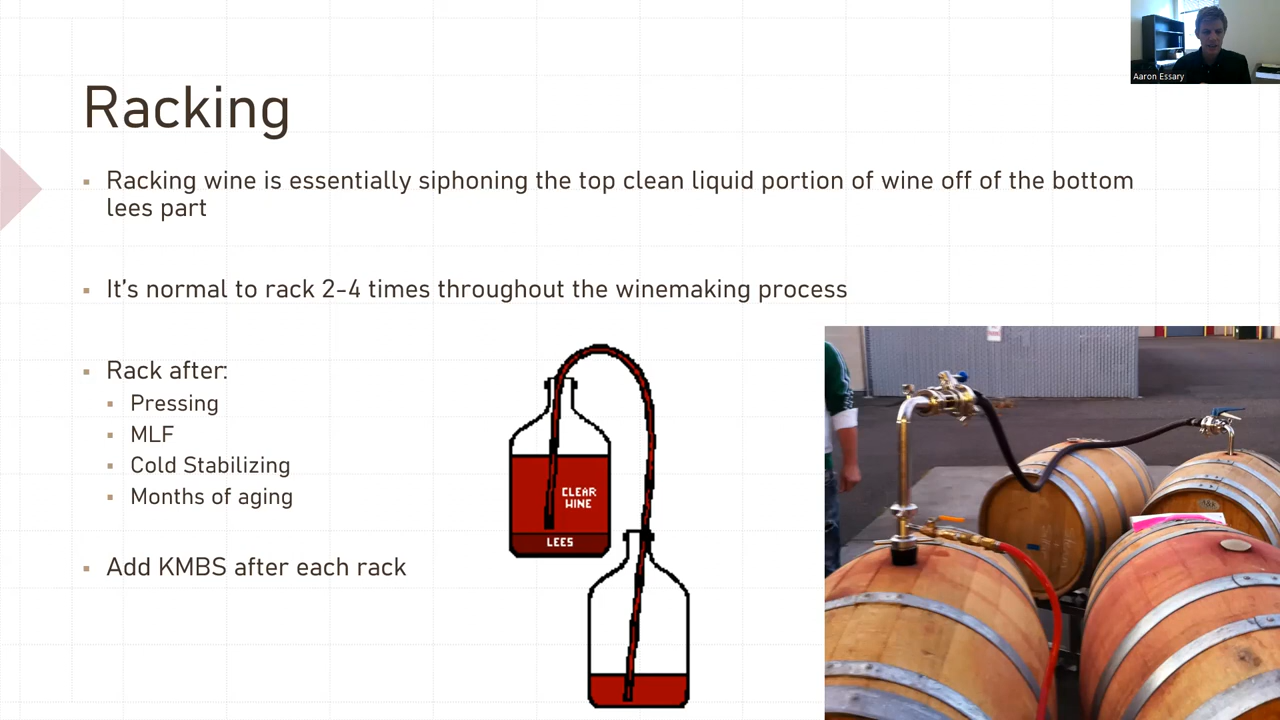 Aaron Essary
Racking
Racking wine is essentially siphoning the top clean liquid portion of wine off of the bottom
lees part
It's normal to rack 2-4 times throughout the winemaking process
Rack after:
Pressing
MLF
Cold Stabilizing
Months of aging
Add KMBS after each rack
CLEAR
WINE
LEES